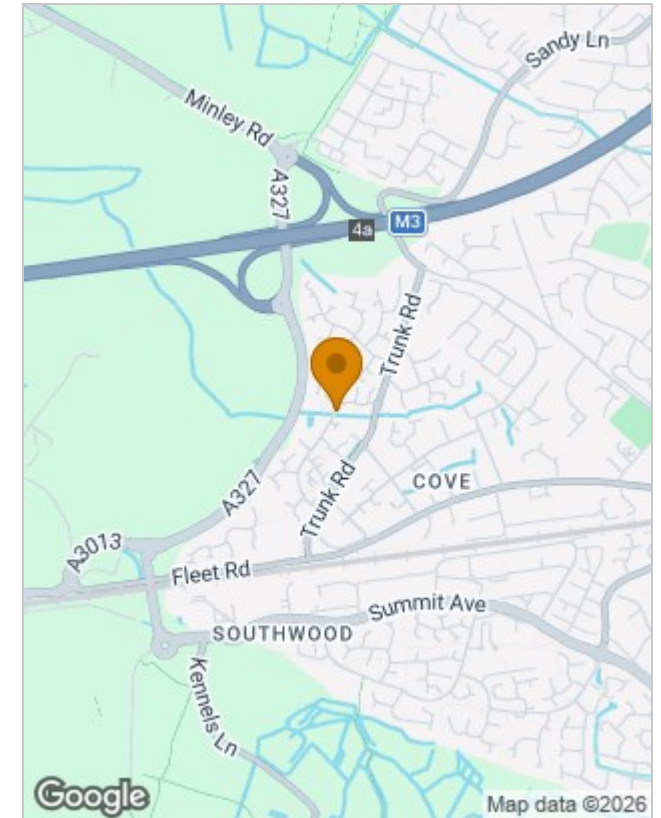 Sandy Ln
Minley Rd
A327
M3
4a
Trunk Rd
COVE
Trunk Rd
A327
A3013
Fleet Rd
Summit Ave
SOUTHWOOD
Kennels Ln
Google
Map data ©2026